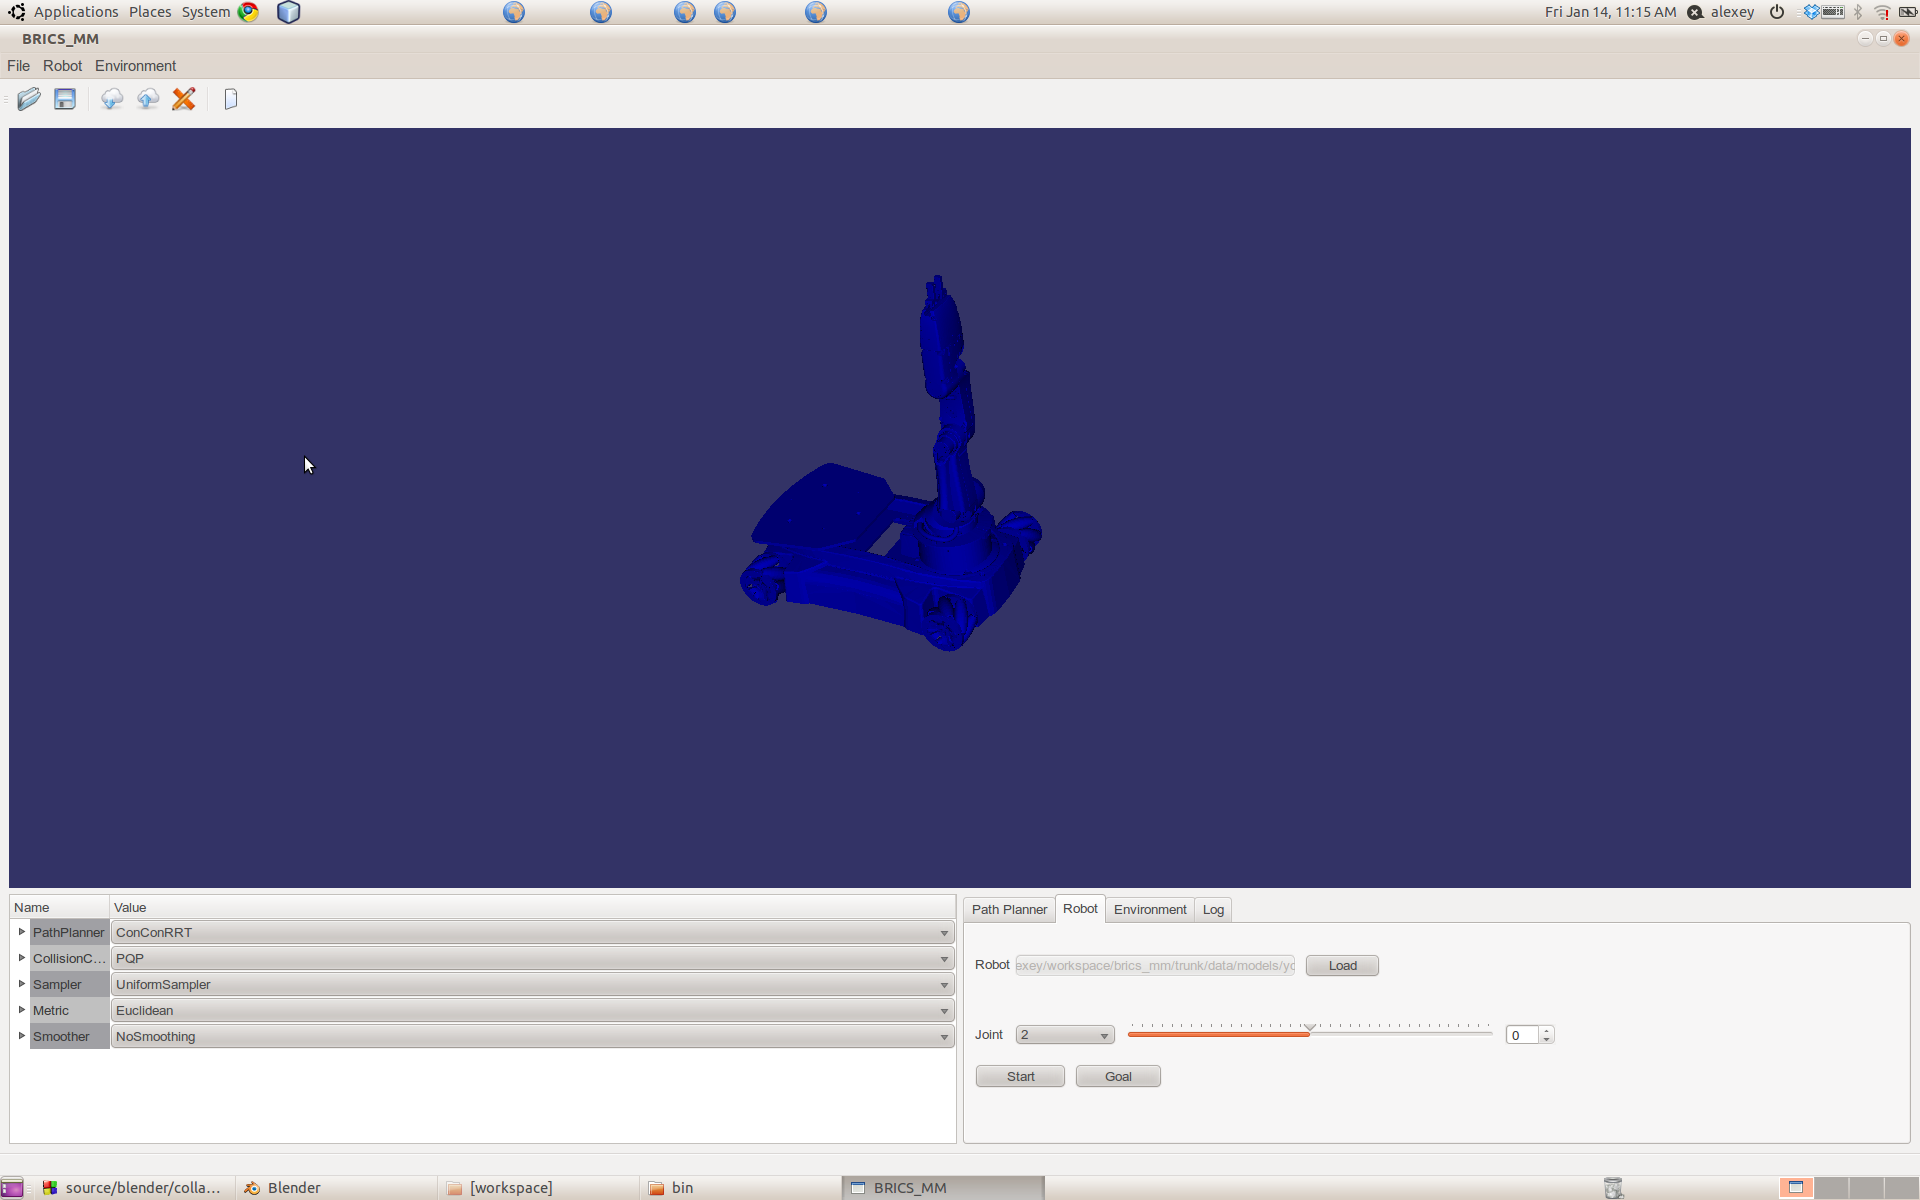 Applications Places System
Fri Jan 14, 11:15 AM alexey
BRICS_MM
File Robot Environment
Name Value
PathPlanner ConConRRT
CollisionC... PQP
Sampler UniformSampler
Metric Euclidean
Smoother NoSmoothing
Path Planner Robot Environment Log
Robot exey/workspace/brics_mm/trunk/data/models/yo Load
Joint 2 0
Start Goal
source/blender/colla... Blender [workspace] bin BRICS_MM